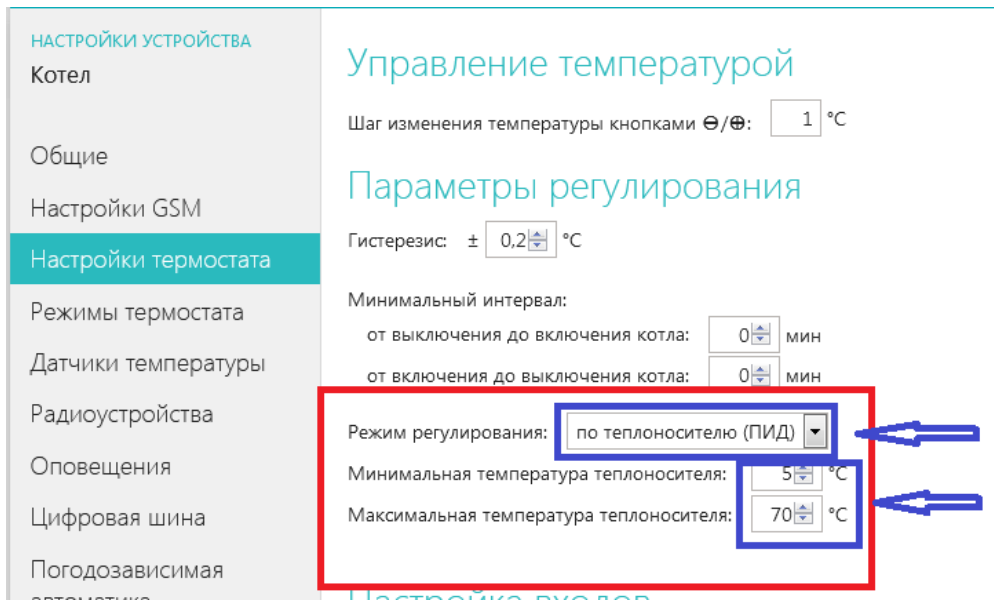 НАСТРОЙКИ УСТРОЙСТВА
Котел
Общие
Настройки GSM
Настройки термостата
Режимы термостата
Датчики температуры
Радиоустройства
Оповещения
Цифровая шина
Погодозависимая
автоматика
Управление температурой
Шаг изменения температуры кнопками ⊖/⊕: 1 °C
Параметры регулирования
Гистерезис: ± 0,2 °C
Минимальный интервал:
от выключения до включения котла: 0 мин
от включения до выключения котла: 0 мин
Режим регулирования: по теплоносителю (ПИД)
Минимальная температура теплоносителя: 5 °C
Максимальная температура теплоносителя: 70 °C
Настройка входов